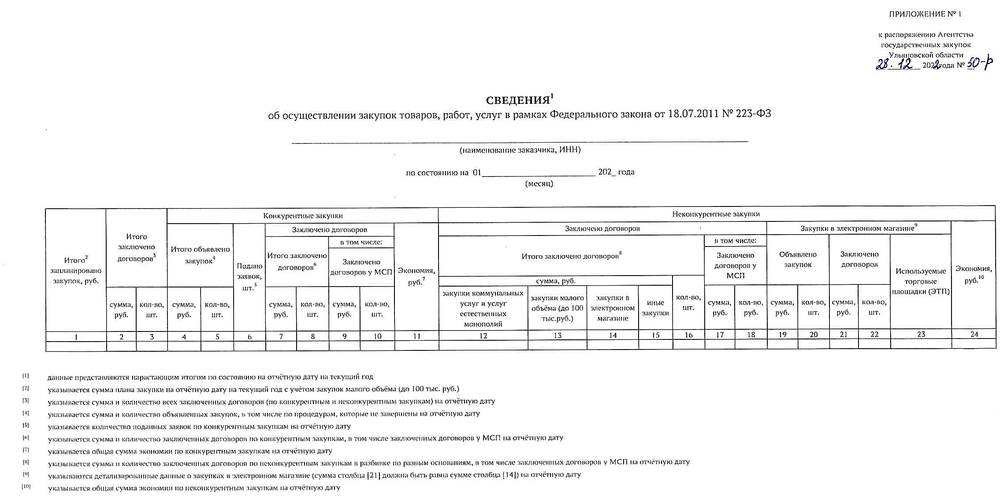 ПРИЛОЖЕНИЕ № 1
к распоряжению Агентства
государственных закупок
Ульяновской области
28.12 2022 года № 50-р
СВЕДЕНИЯ1
об осуществлении закупок товаров, работ, услуг в рамках Федерального закона от 18.07.2011 № 223-ФЗ
(наименование заказчика, ИНН)
по состоянию на 01__________ 202_ года
(месяц)
Итого2
запланировано
закупок, руб.
Итого
заключено
договоров3
сумма,
руб.
кол-во,
шт.
Конкурентные закупки
Итого объявлено
закупок4
сумма,
руб.
кол-во,
шт.
Подано
заявок,
шт.5
Заключено договоров
Итого заключено
договоров6
сумма,
руб.
кол-во,
шт.
в том числе:
Заключено
договоров у МСП
сумма,
руб.
кол-во,
шт.
Экономия,
руб.7
Неконкурентные закупки
Заключено договоров
Итого заключено договоров8
сумма, руб.
закупки коммунальных
услуг и услуг
естественных
монополий
закупки малого
объёма (до 100
тыс.руб.)
закупки в
электронном
магазине
иные
закупки
кол-во,
шт.
в том числе:
Заключено
договоров у
МСП
сумма,
руб.
кол-во,
руб.
Закупки в электронном магазине9
Объявлено
закупок
сумма,
руб.
кол-во,
шт.
Заключено
договоров
сумма,
руб.
кол-во,
шт.
Используемые
торговые
площадки (ЭТП)
Экономия,
руб.10
1 2 3 4 5 6 7 8 9 10 11 12 13 14 15 16 17 18 19 20 21 22 23 24
[1] данные представляются нарастающим итогом по состоянию на отчётную дату на текущий год
[2] указывается сумма плана закупки на отчётную дату на текущий год с учётом закупок малого объёма (до 100 тыс. руб.)
[3] указывается сумма и количество всех заключенных договоров (по конкурентным и неконкурентным закупкам) на отчётную дату
[4] указывается сумма и количество объявленных закупок, в том числе по процедурам, которые не завершены на отчётную дату
[5] указывается количество поданных заявок по конкурентным закупкам на отчётную дату
[6] указывается сумма и количество заключенных договоров по конкурентным закупкам, в том числе заключенных договоров у МСП на отчётную дату
[7] указывается общая сумма экономии по конкурентным закупкам на отчётную дату
[8] указывается сумма и количество заключенных договоров по неконкурентным закупкам в разбивке по разным основаниям, в том числе заключенных договоров у МСП на отчётную дату
[9] указываются детализированные данные о закупках в электронном магазине (сумма столбца [21] должна быть равна сумме столбца [14]) на отчётную дату
[10] указывается общая сумма экономии по неконкурентным закупкам на отчётную дату